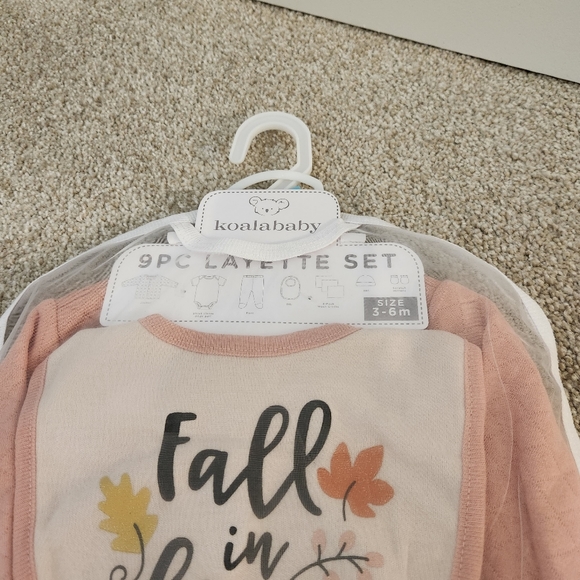 koalababy
9PC LAYETTE SET
SIZE
3-6m
Fall
in